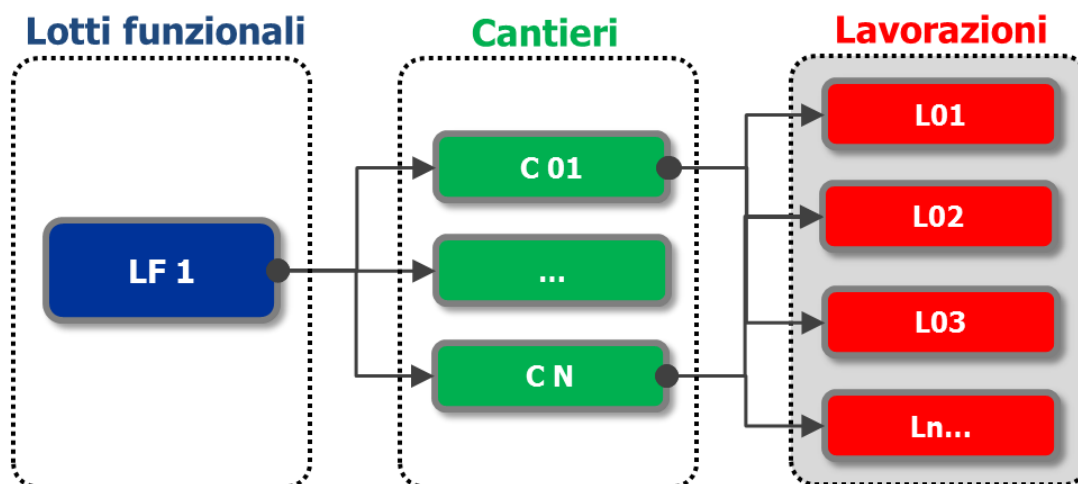 Lotti funzionali
Cantieri
Lavorazioni
LF 1
C 01
...
C N
L01
L02
L03
Ln...